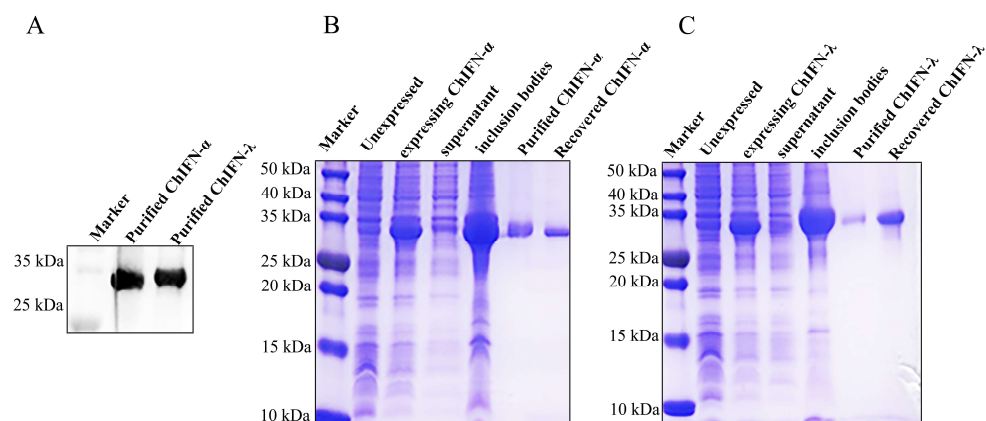 A
Marker
Purified ChIFN-α
Purified ChIFN-λ
35 kDa
25 kDa
B
Marker
Unexpressed
expressing ChIFN-α
supernatant
inclusion bodies
Purified ChIFN-α
Recovered ChIFN-α
50 kDa
40 kDa
35 kDa
25 kDa
20 kDa
15 kDa
10 kDa
C
Marker
Unexpressed
expressing ChIFN-λ
supernatant
inclusion bodies
Purified ChIFN-λ
Recovered ChIFN-λ
50 kDa
40 kDa
35 kDa
25 kDa
20 kDa
15 kDa
10 kDa